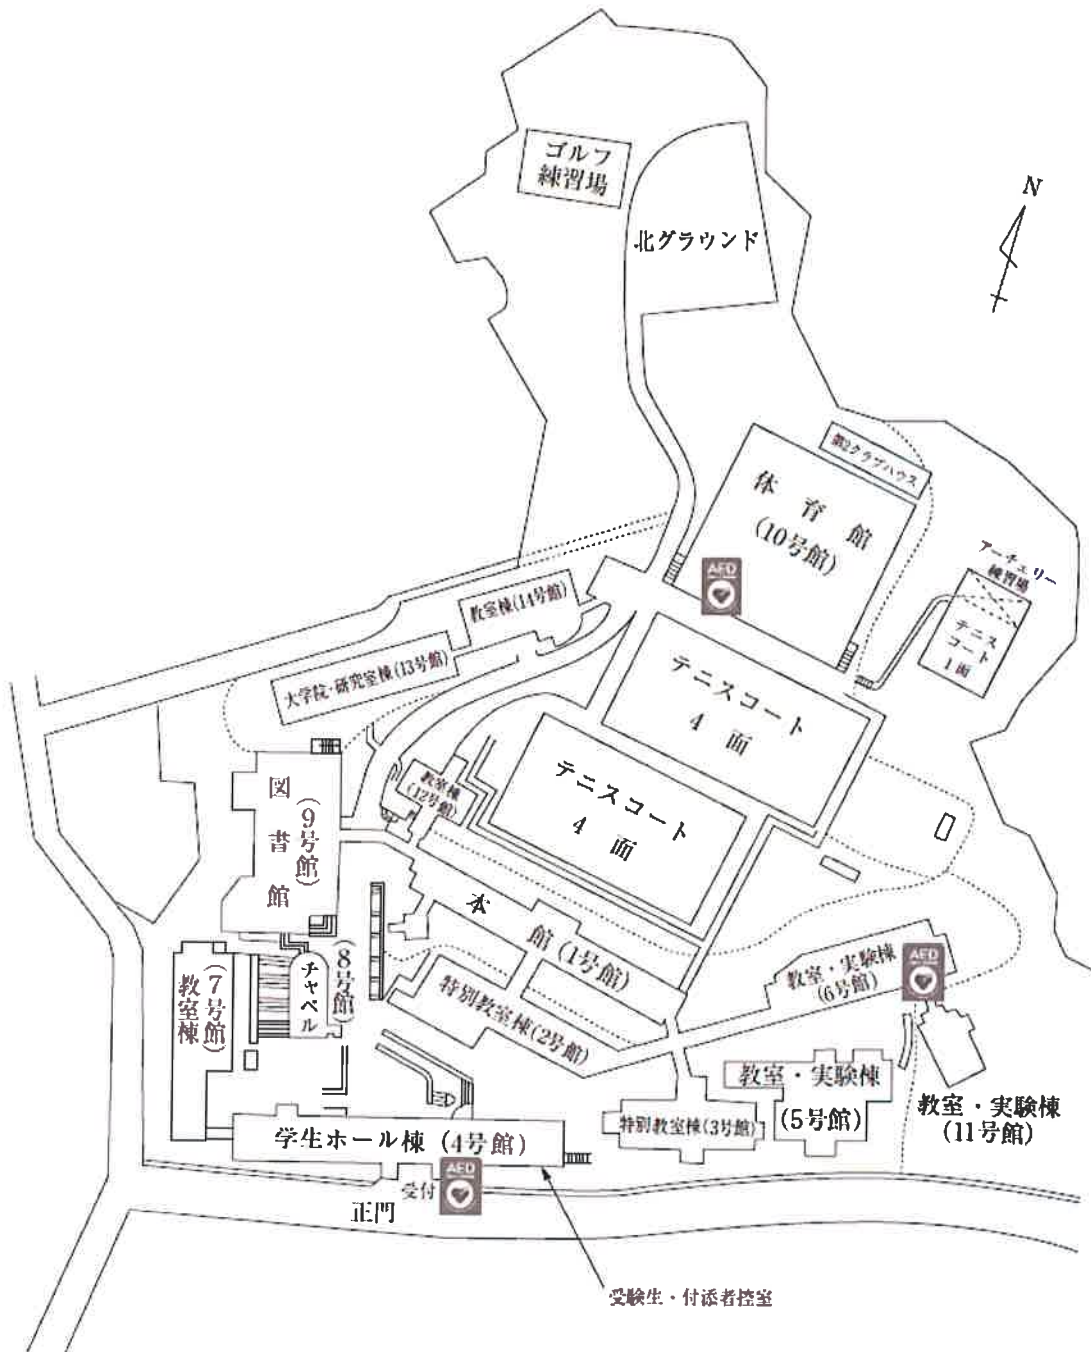 ゴルフ
練習場
北グラウンド
N
第2クラブハウス
体育館
(10号館)
AED
アーチェリー
練習場
テニス
コート
1面
教室棟(14号館)
大学院・研究室棟(13号館)
テニスコート
4面
テニスコート
4面
教室棟
(12号館)
図書館
(9号館)
本館(1号館)
チャペル
(8号館)
(7号館)
教室棟
特別教室棟(2号館)
教室・実験棟
(6号館)
AED
教室・実験棟
(5号館)
教室・実験棟
(11号館)
特別教室棟(3号館)
学生ホール棟(4号館)
受付
AED
正門
受験生・付添者控室